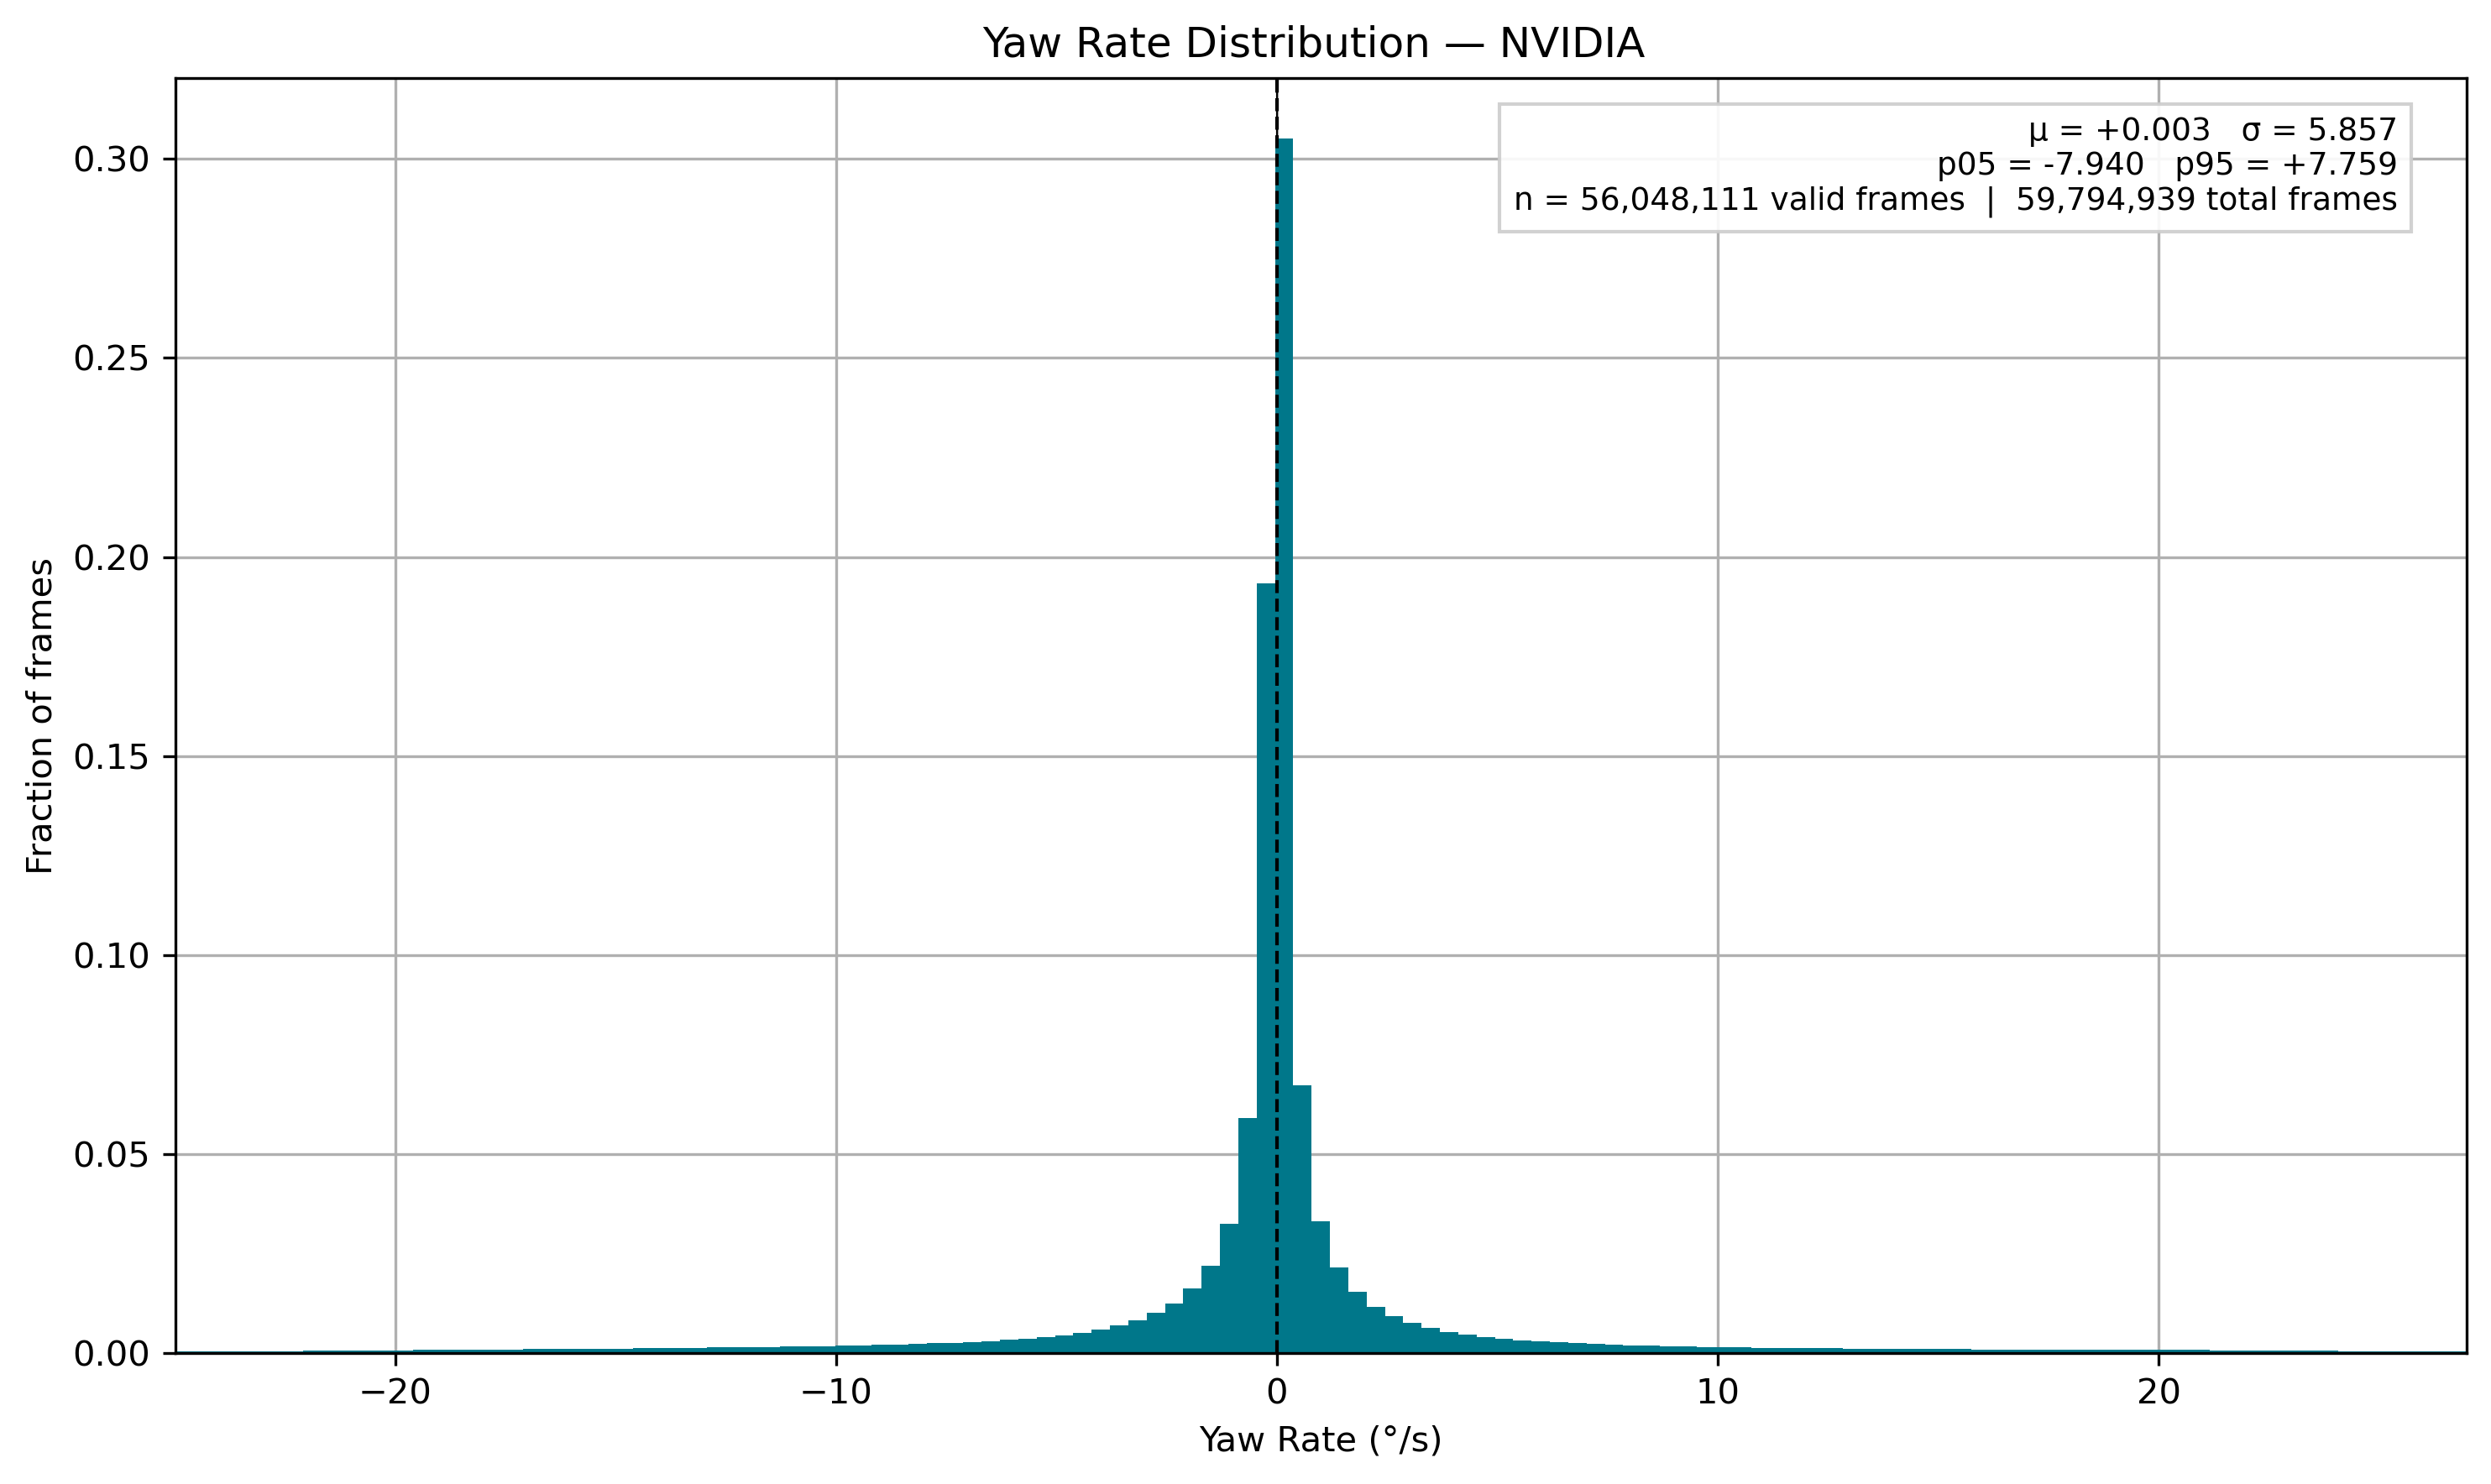 Yaw Rate Distribution — NVIDIA
μ = +0.003   σ = 5.857
p05 = -7.940   p95 = +7.759
n = 56,048,111 valid frames  |  59,794,939 total frames
Fraction of frames
0.30
0.25
0.20
0.15
0.10
0.05
0.00
−20
−10
0
10
20
Yaw Rate (°/s)